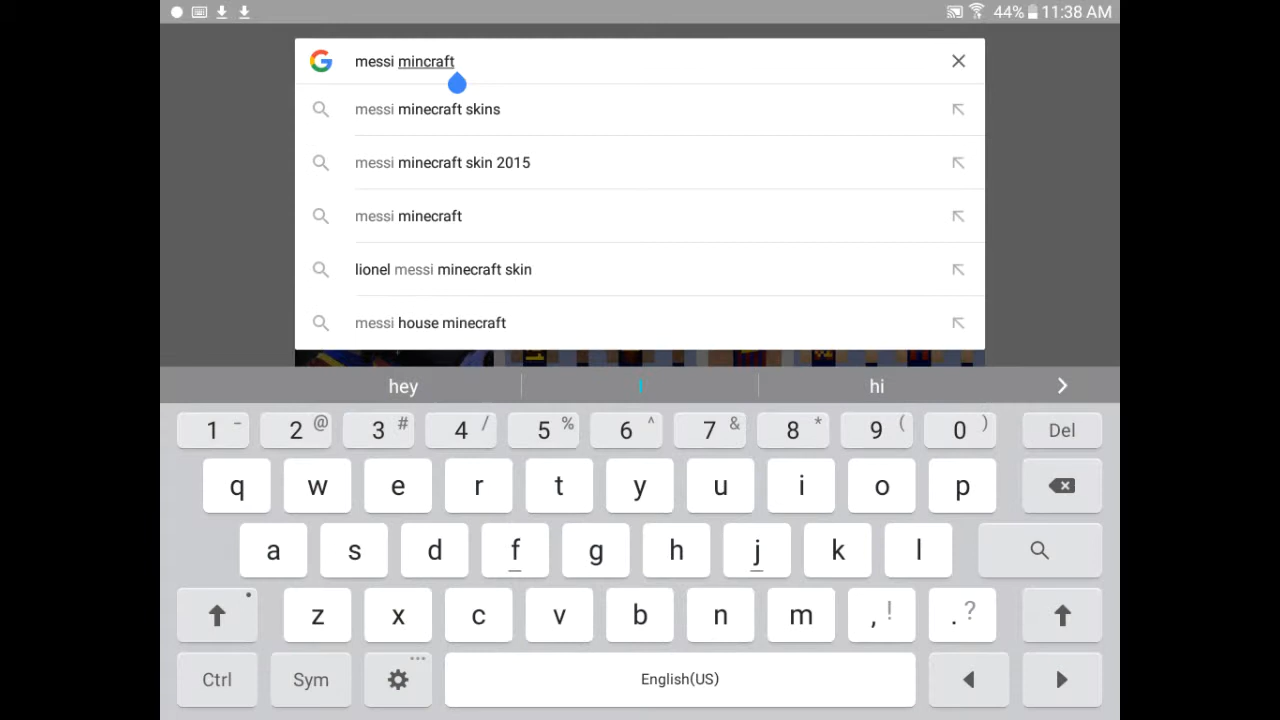 44% 11:38 AM
messi mincraft
messi minecraft skins
messi minecraft skin 2015
messi minecraft
lionel messi minecraft skin
messi house minecraft
hey ! hi
1 - 2 @ 3 # 4 / 5 % 6 ^ 7 & 8 * 9 ( 0 ) Del
q w e r t y u i o p
a s d f g h j k l
z x c v b n m , ! . ?
Ctrl Sym English(US)